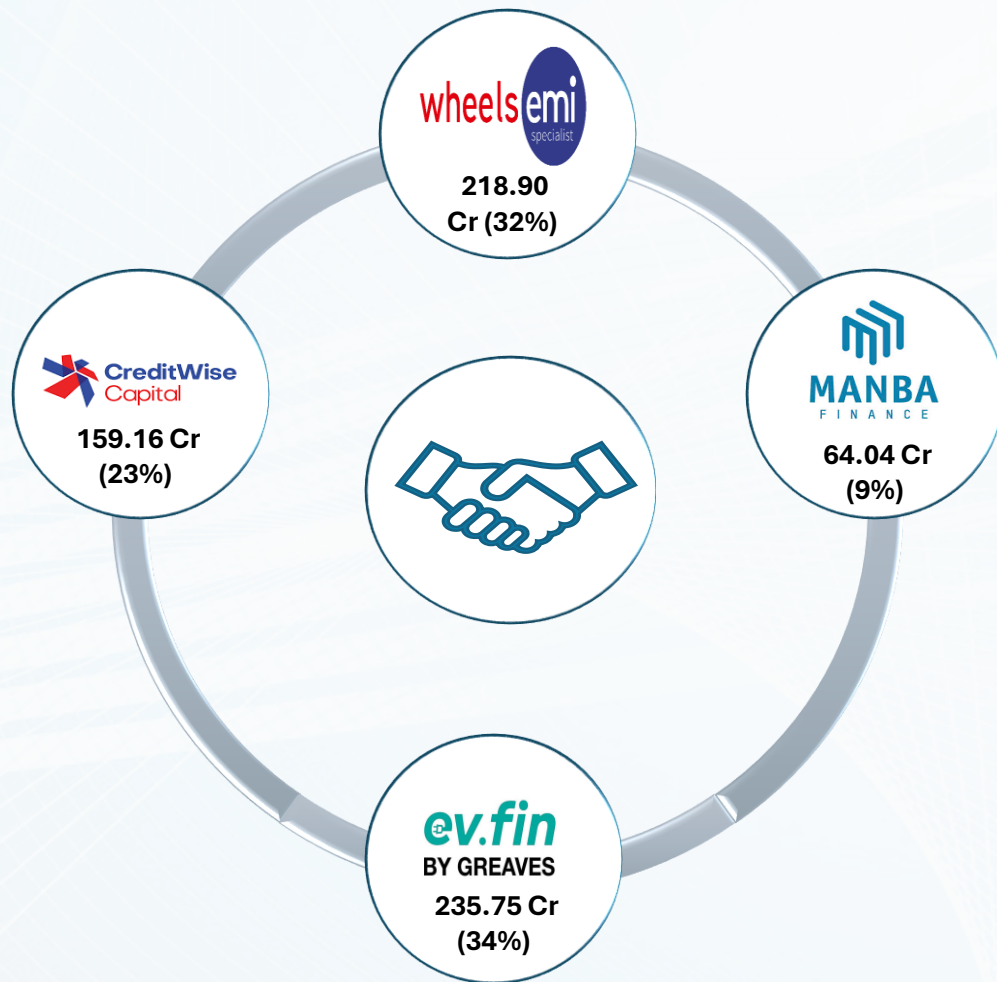 wheels emi
specialist
218.90
Cr (32%)
CreditWise
Capital
159.16 Cr
(23%)
MANBA
FINANCE
64.04 Cr
(9%)
ev.fin
BY GREAVES
235.75 Cr
(34%)